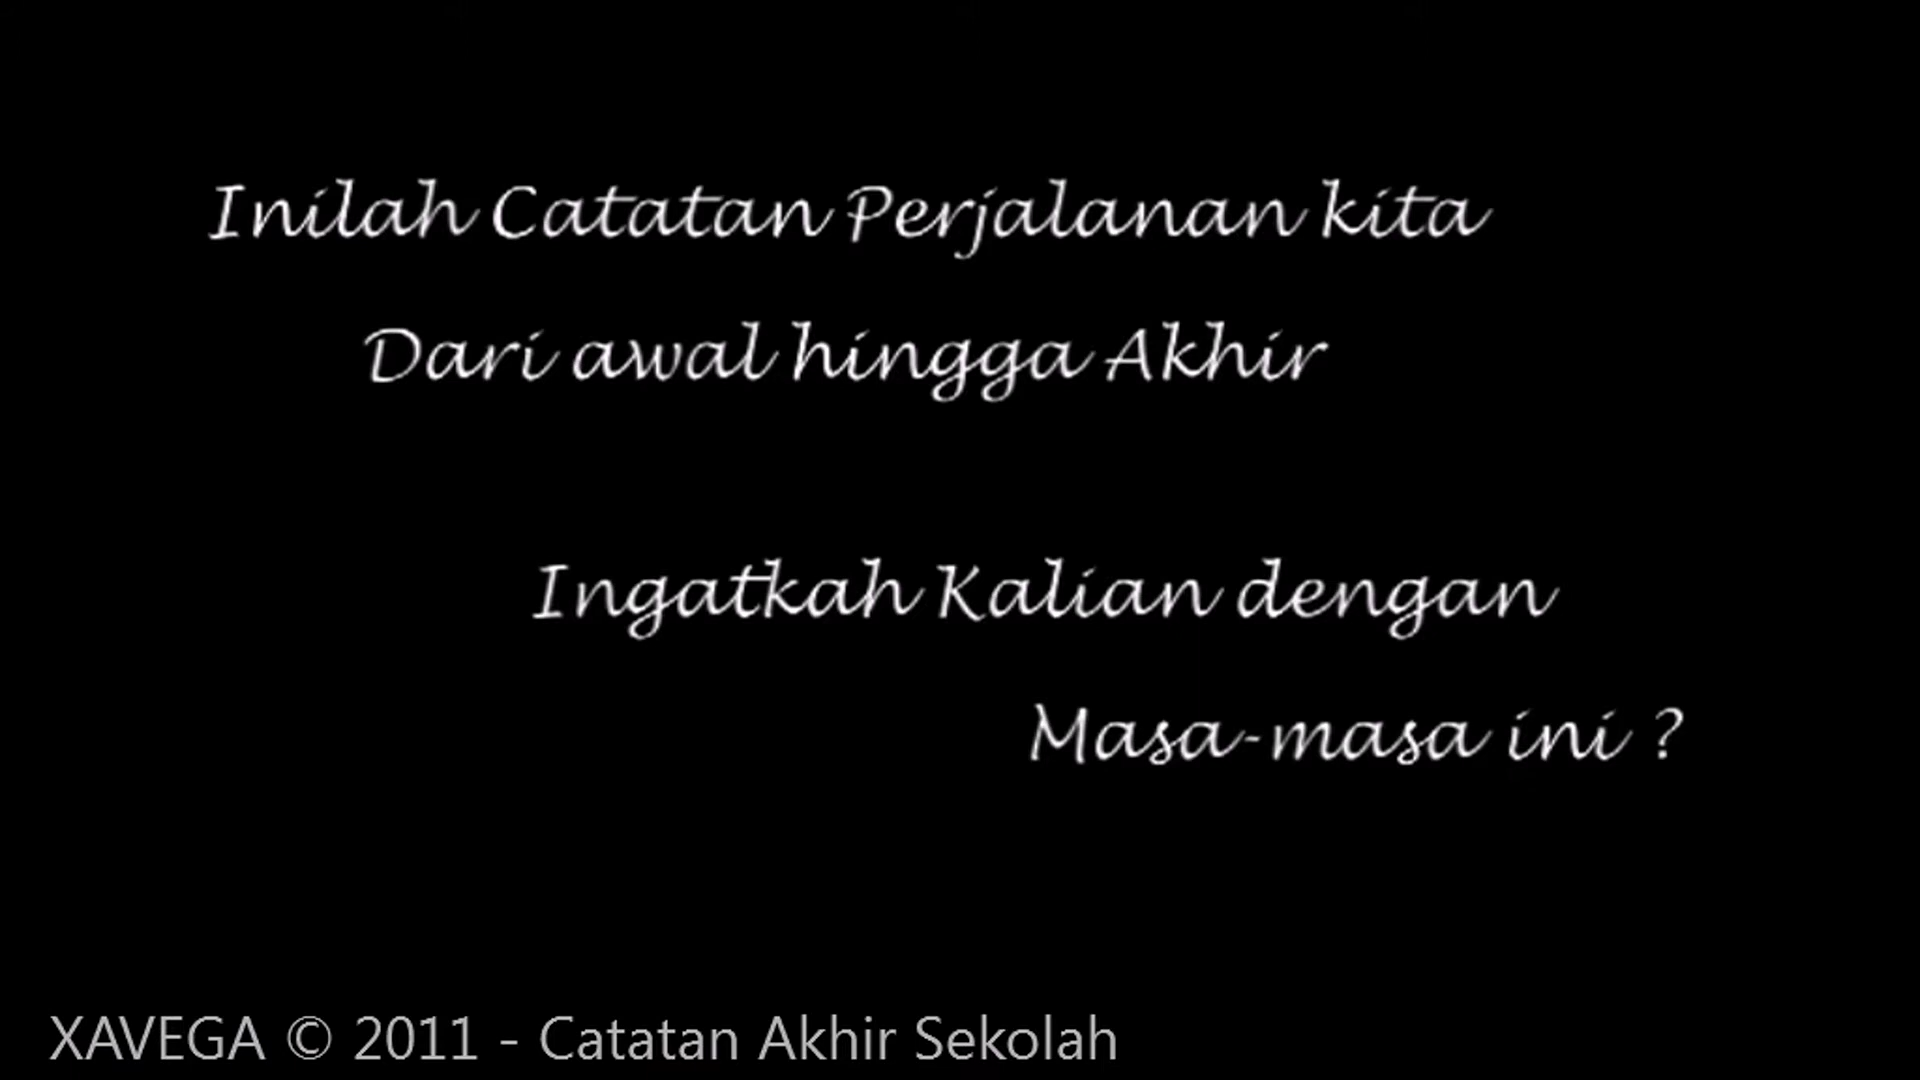 Inilah Catatan Perjalanan kita
Dari awal hingga Akhir
Ingatkah Kalian dengan
Masa-masa ini ?
XAVEGA © 2011 - Catatan Akhir Sekolah